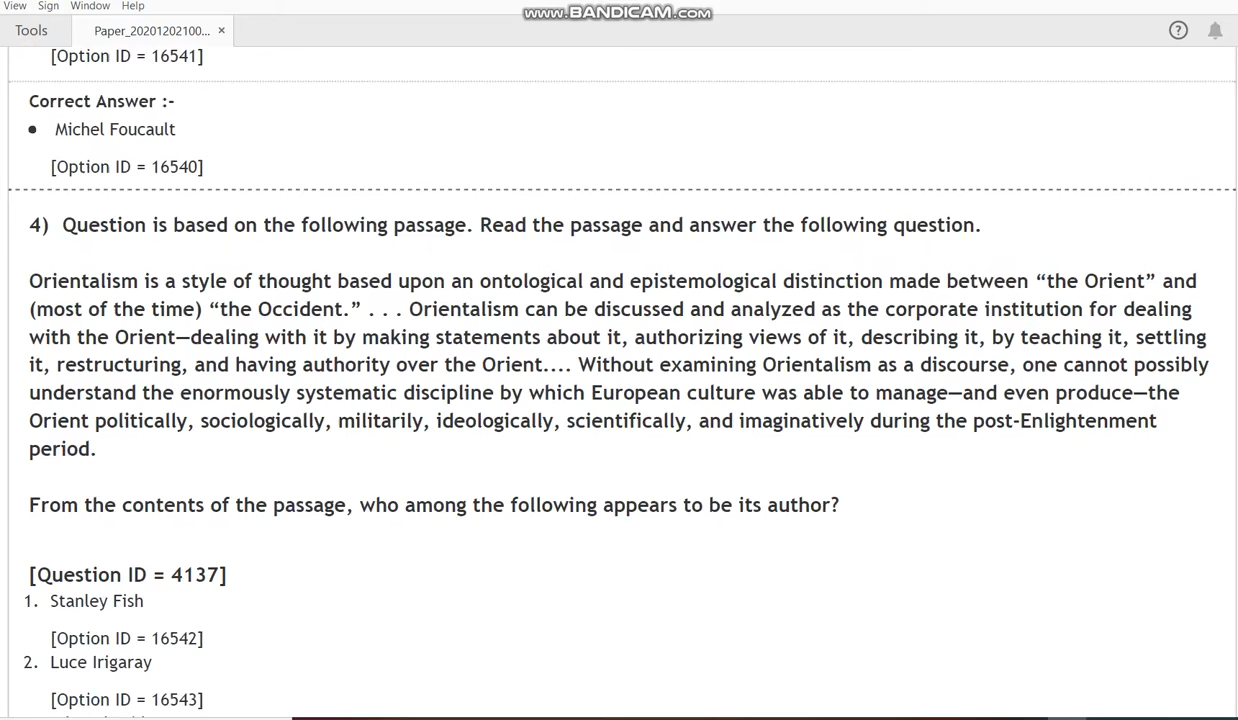 View Sign Window Help
www.BANDICAM.com
Tools Paper_20201202100... ×
[Option ID = 16541]
Correct Answer :-
• Michel Foucault
[Option ID = 16540]
4) Question is based on the following passage. Read the passage and answer the following question.
Orientalism is a style of thought based upon an ontological and epistemological distinction made between “the Orient” and
(most of the time) “the Occident.” . . . Orientalism can be discussed and analyzed as the corporate institution for dealing
with the Orient—dealing with it by making statements about it, authorizing views of it, describing it, by teaching it, settling
it, restructuring, and having authority over the Orient.... Without examining Orientalism as a discourse, one cannot possibly
understand the enormously systematic discipline by which European culture was able to manage—and even produce—the
Orient politically, sociologically, militarily, ideologically, scientifically, and imaginatively during the post-Enlightenment
period.
From the contents of the passage, who among the following appears to be its author?
[Question ID = 4137]
1. Stanley Fish
[Option ID = 16542]
2. Luce Irigaray
[Option ID = 16543]